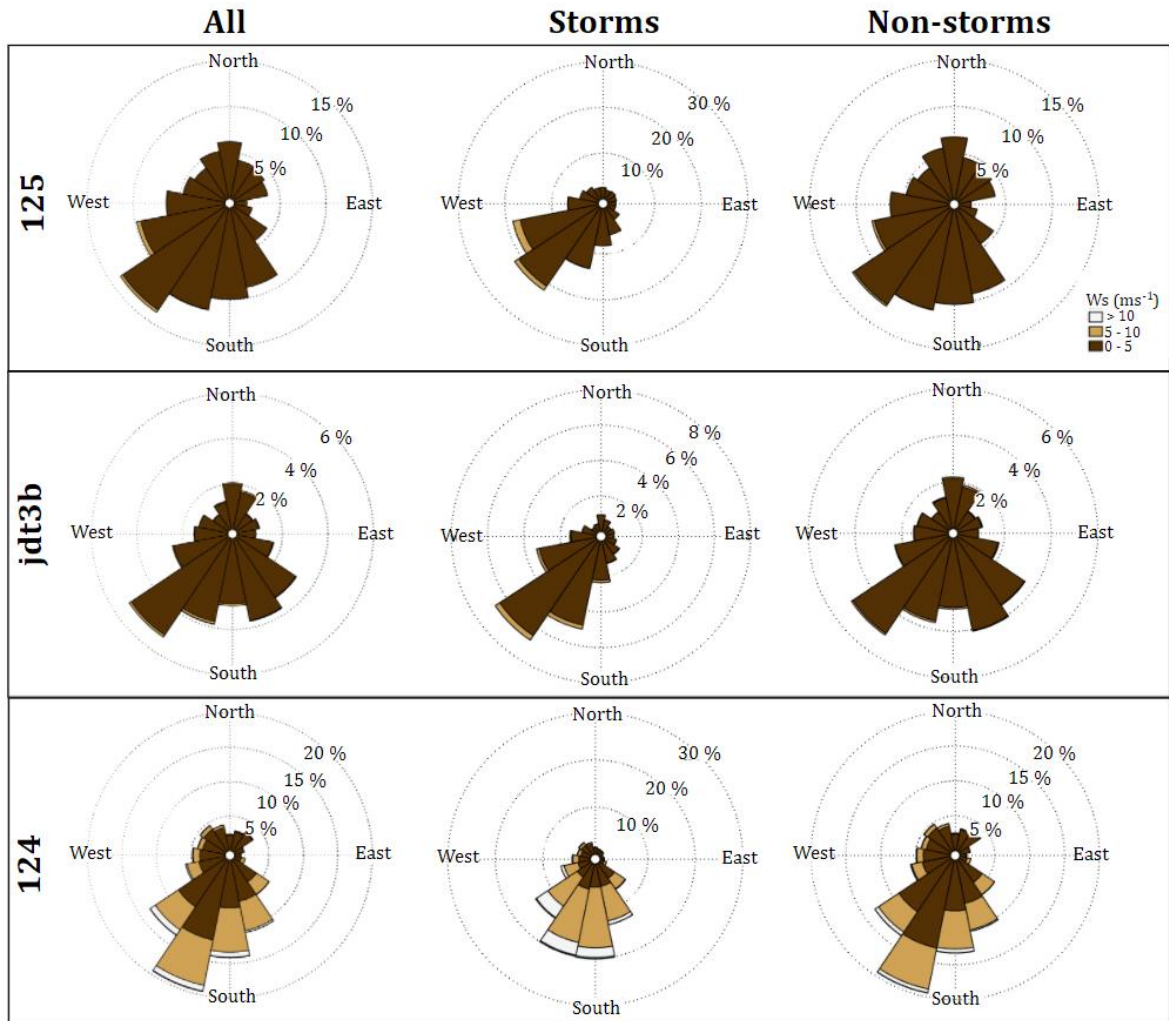 All Storms Non-storms
125
North
15 %
10 %
5 %
West
East
South
North
30 %
20 %
10 %
West
East
South
North
15 %
10 %
5 %
West
East
South
Ws (ms⁻¹)
> 10
5 - 10
0 - 5
jdt3b
North
6 %
4 %
2 %
West
East
South
North
8 %
6 %
4 %
2 %
West
East
South
North
6 %
4 %
2 %
West
East
South
124
North
20 %
15 %
10 %
5 %
West
East
South
North
30 %
20 %
10 %
West
East
South
North
20 %
15 %
10 %
5 %
West
East
South